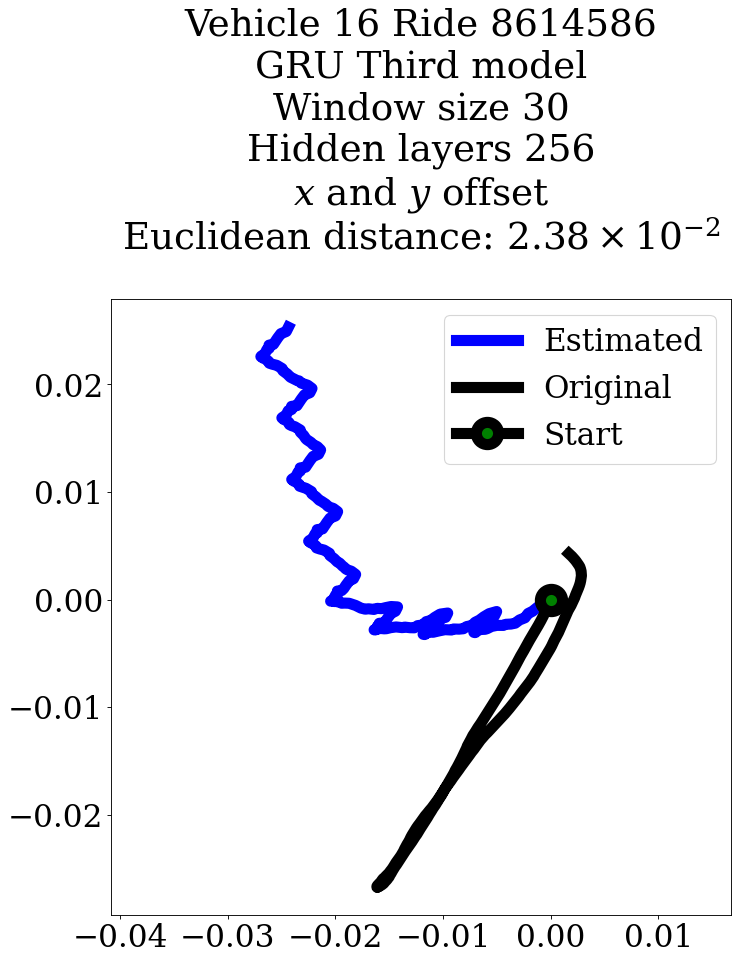 Vehicle 16 Ride 8614586
GRU Third model
Window size 30
Hidden layers 256
x and y offset
Euclidean distance: 2.38 × 10⁻²
Estimated
Original
Start
0.02
0.01
0.00
−0.01
−0.02
−0.04 −0.03 −0.02 −0.01 0.00 0.01